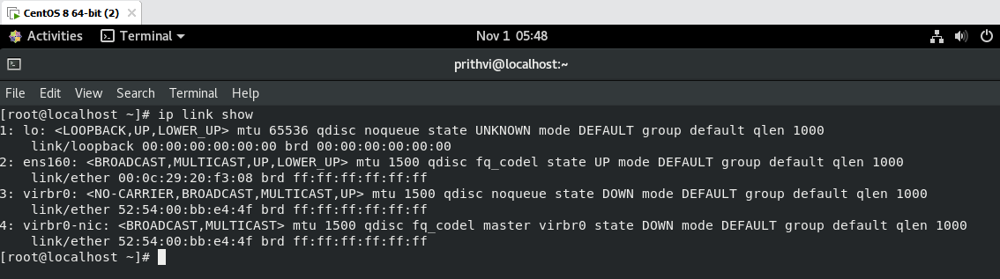 CentOS 8 64-bit (2)
Activities Terminal Nov 1 05:48
prithvi@localhost:~
File Edit View Search Terminal Help
[root@localhost ~]# ip link show
1: lo: <LOOPBACK,UP,LOWER_UP> mtu 65536 qdisc noqueue state UNKNOWN mode DEFAULT group default qlen 1000
    link/loopback 00:00:00:00:00:00 brd 00:00:00:00:00:00
2: ens160: <BROADCAST,MULTICAST,UP,LOWER_UP> mtu 1500 qdisc fq_codel state UP mode DEFAULT group default qlen 1000
    link/ether 00:0c:29:20:f3:08 brd ff:ff:ff:ff:ff:ff
3: virbr0: <NO-CARRIER,BROADCAST,MULTICAST,UP> mtu 1500 qdisc noqueue state DOWN mode DEFAULT group default qlen 1000
    link/ether 52:54:00:bb:e4:4f brd ff:ff:ff:ff:ff:ff
4: virbr0-nic: <BROADCAST,MULTICAST> mtu 1500 qdisc fq_codel master virbr0 state DOWN mode DEFAULT group default qlen 1000
    link/ether 52:54:00:bb:e4:4f brd ff:ff:ff:ff:ff:ff
[root@localhost ~]#